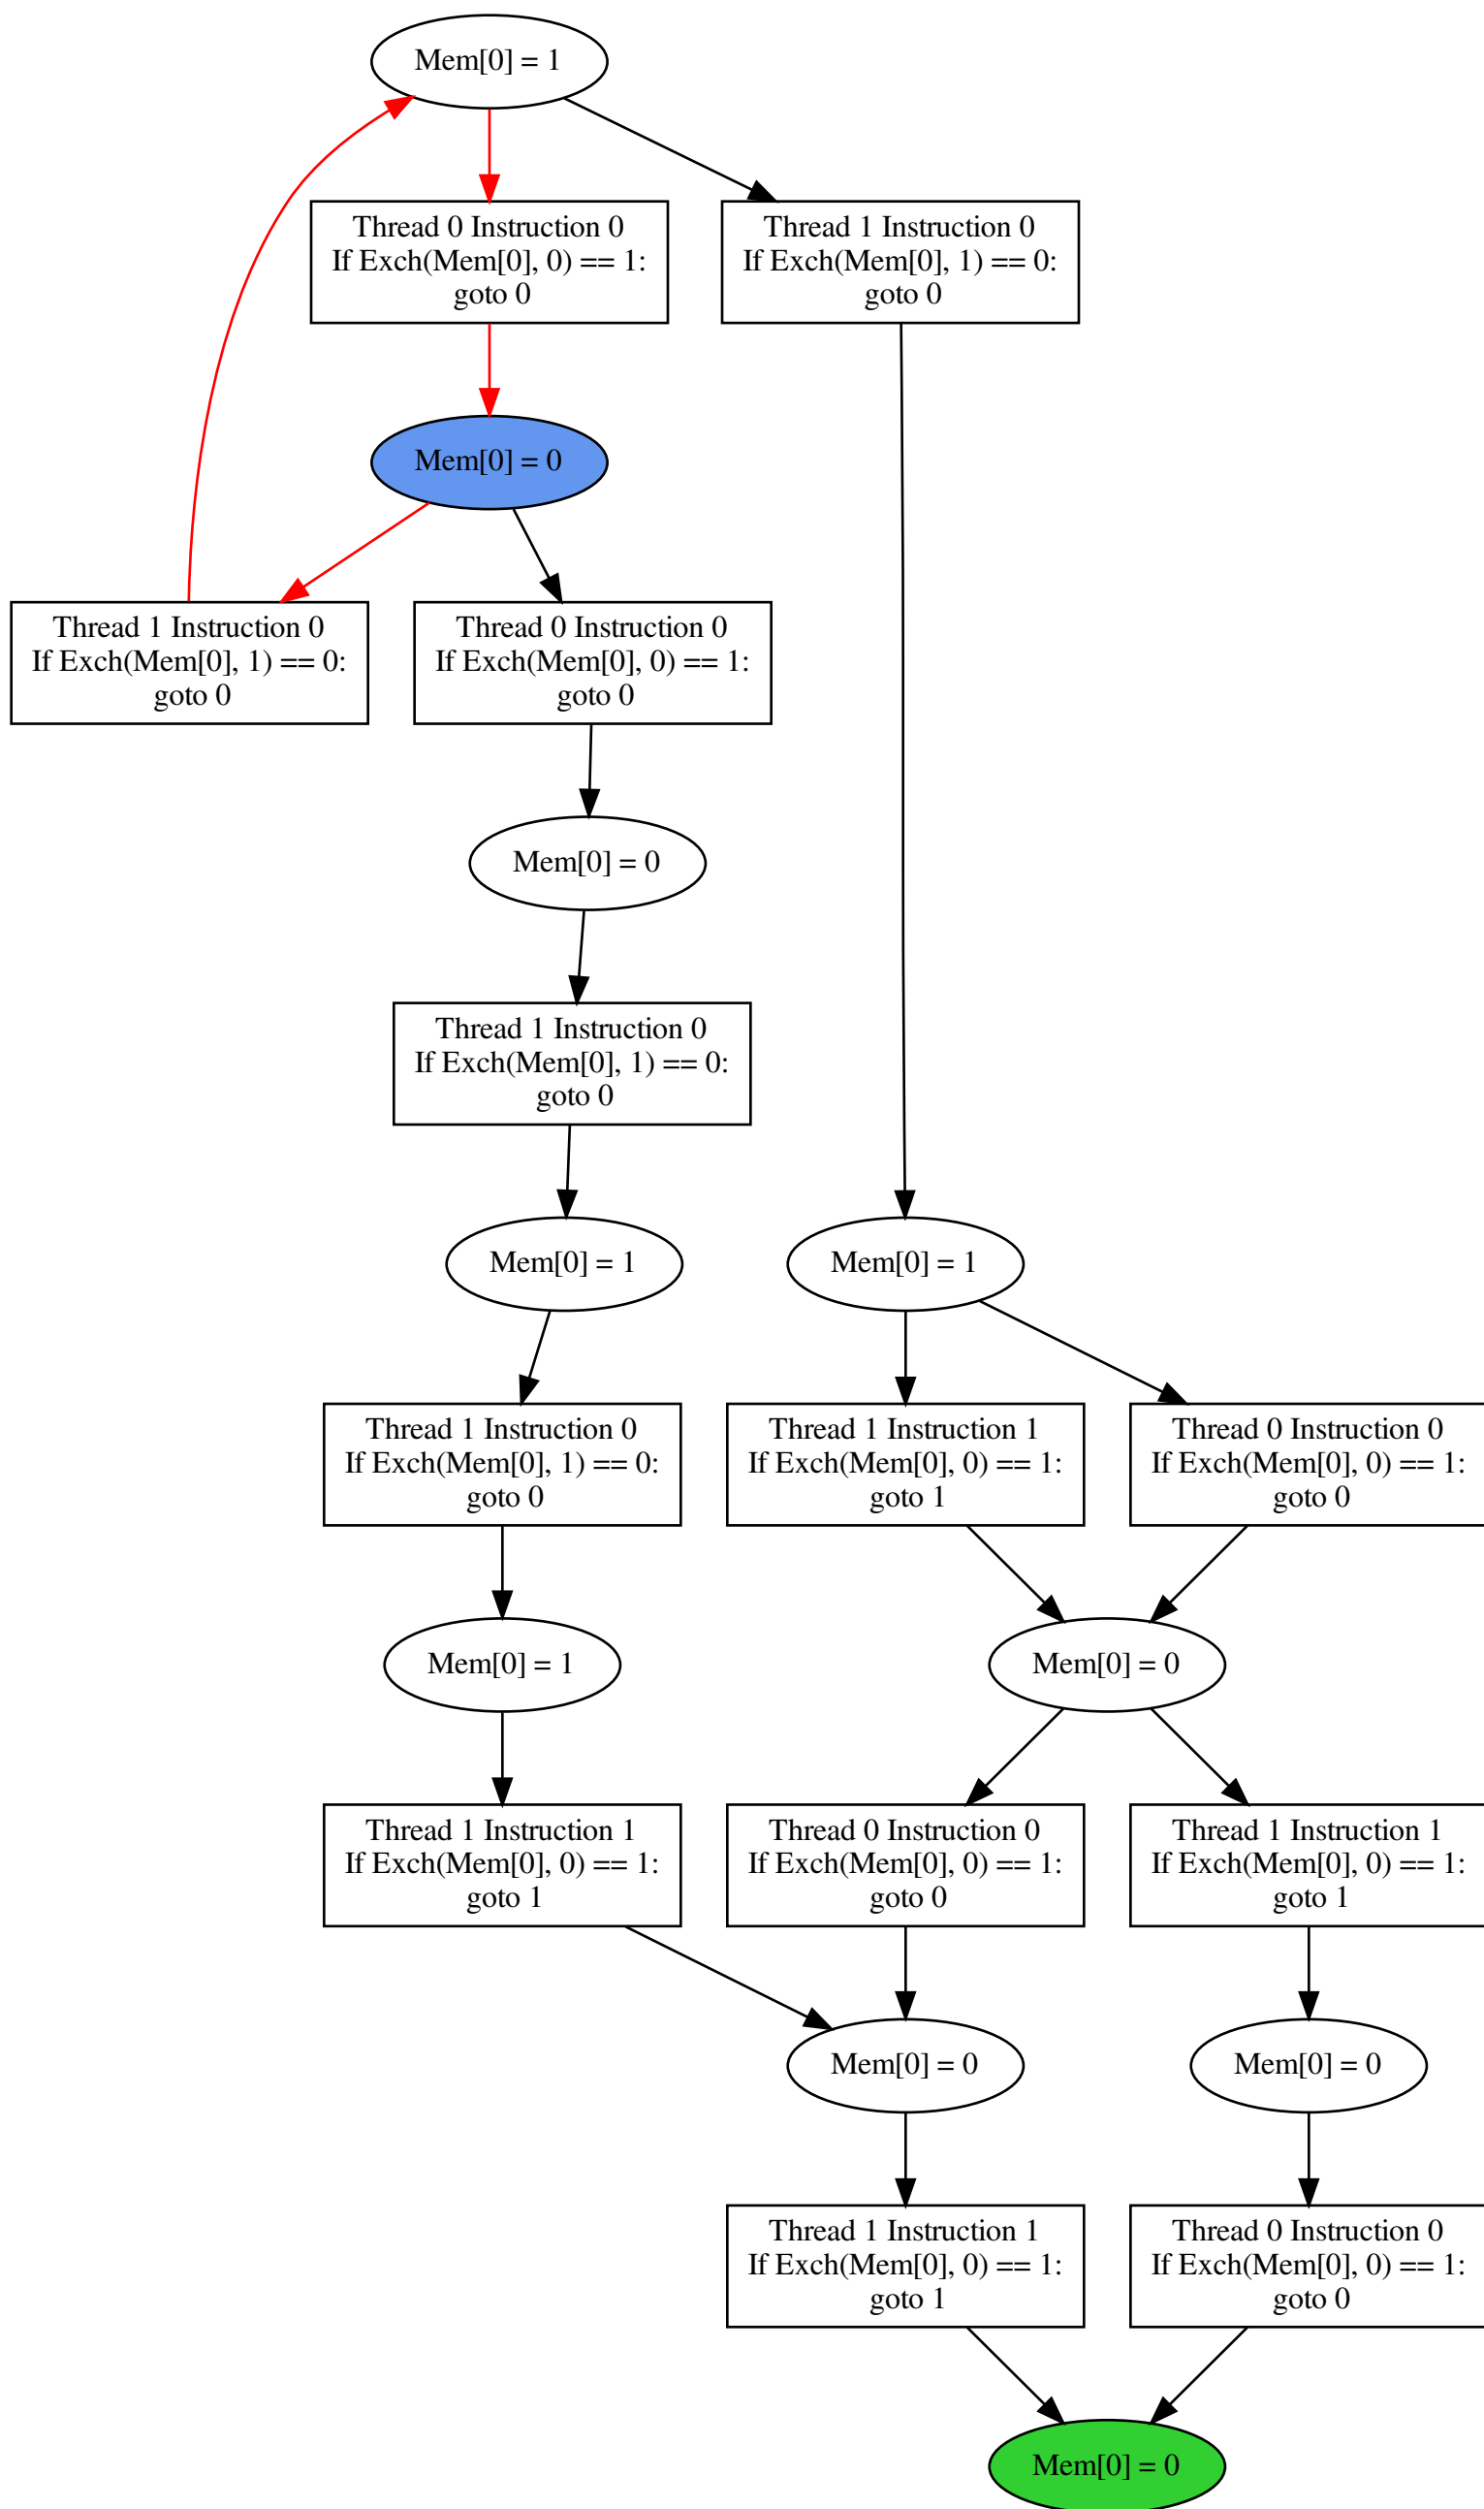 Mem[0] = 1
Thread 0 Instruction 0
If Exch(Mem[0], 0) == 1:
goto 0
Thread 1 Instruction 0
If Exch(Mem[0], 1) == 0:
goto 0
Mem[0] = 0
Thread 1 Instruction 0
If Exch(Mem[0], 1) == 0:
goto 0
Thread 0 Instruction 0
If Exch(Mem[0], 0) == 1:
goto 0
Mem[0] = 0
Thread 1 Instruction 0
If Exch(Mem[0], 1) == 0:
goto 0
Mem[0] = 1
Mem[0] = 1
Thread 1 Instruction 0
If Exch(Mem[0], 1) == 0:
goto 0
Thread 1 Instruction 1
If Exch(Mem[0], 0) == 1:
goto 1
Thread 0 Instruction 0
If Exch(Mem[0], 0) == 1:
goto 0
Mem[0] = 1
Mem[0] = 0
Thread 1 Instruction 1
If Exch(Mem[0], 0) == 1:
goto 1
Thread 0 Instruction 0
If Exch(Mem[0], 0) == 1:
goto 0
Thread 1 Instruction 1
If Exch(Mem[0], 0) == 1:
goto 1
Mem[0] = 0
Mem[0] = 0
Thread 1 Instruction 1
If Exch(Mem[0], 0) == 1:
goto 1
Thread 0 Instruction 0
If Exch(Mem[0], 0) == 1:
goto 0
Mem[0] = 0